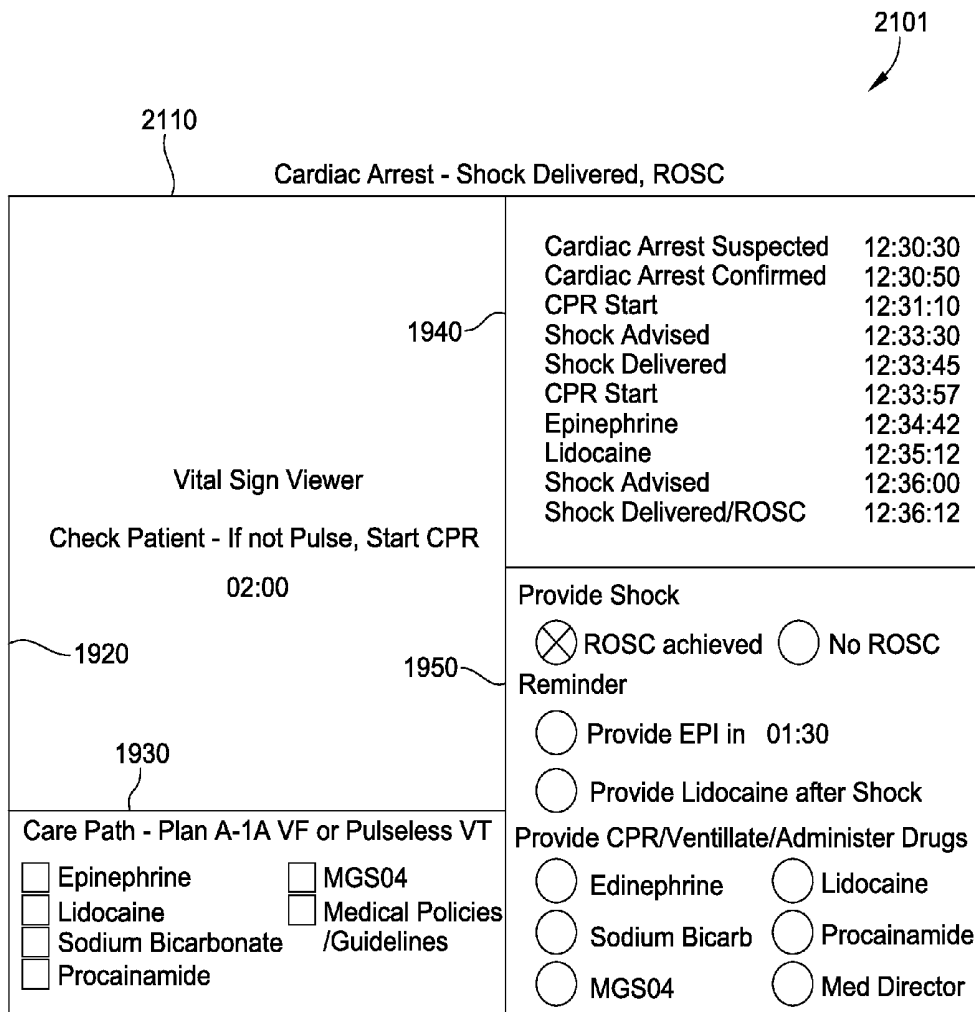 2101
2110
Cardiac Arrest - Shock Delivered, ROSC
Cardiac Arrest Suspected 12:30:30
Cardiac Arrest Confirmed 12:30:50
CPR Start 12:31:10
1940
Shock Advised 12:33:30
Shock Delivered 12:33:45
CPR Start 12:33:57
Epinephrine 12:34:42
Lidocaine 12:35:12
Shock Advised 12:36:00
Shock Delivered/ROSC 12:36:12
Vital Sign Viewer
Check Patient - If not Pulse, Start CPR
02:00
1920
1950
Provide Shock
ROSC achieved No ROSC
Reminder
Provide EPI in 01:30
Provide Lidocaine after Shock
1930
Care Path - Plan A-1A VF or Pulseless VT
Epinephrine MGS04
Lidocaine Medical Policies
Sodium Bicarbonate /Guidelines
Procainamide
Provide CPR/Ventillate/Administer Drugs
Edinephrine Lidocaine
Sodium Bicarb Procainamide
MGS04 Med Director